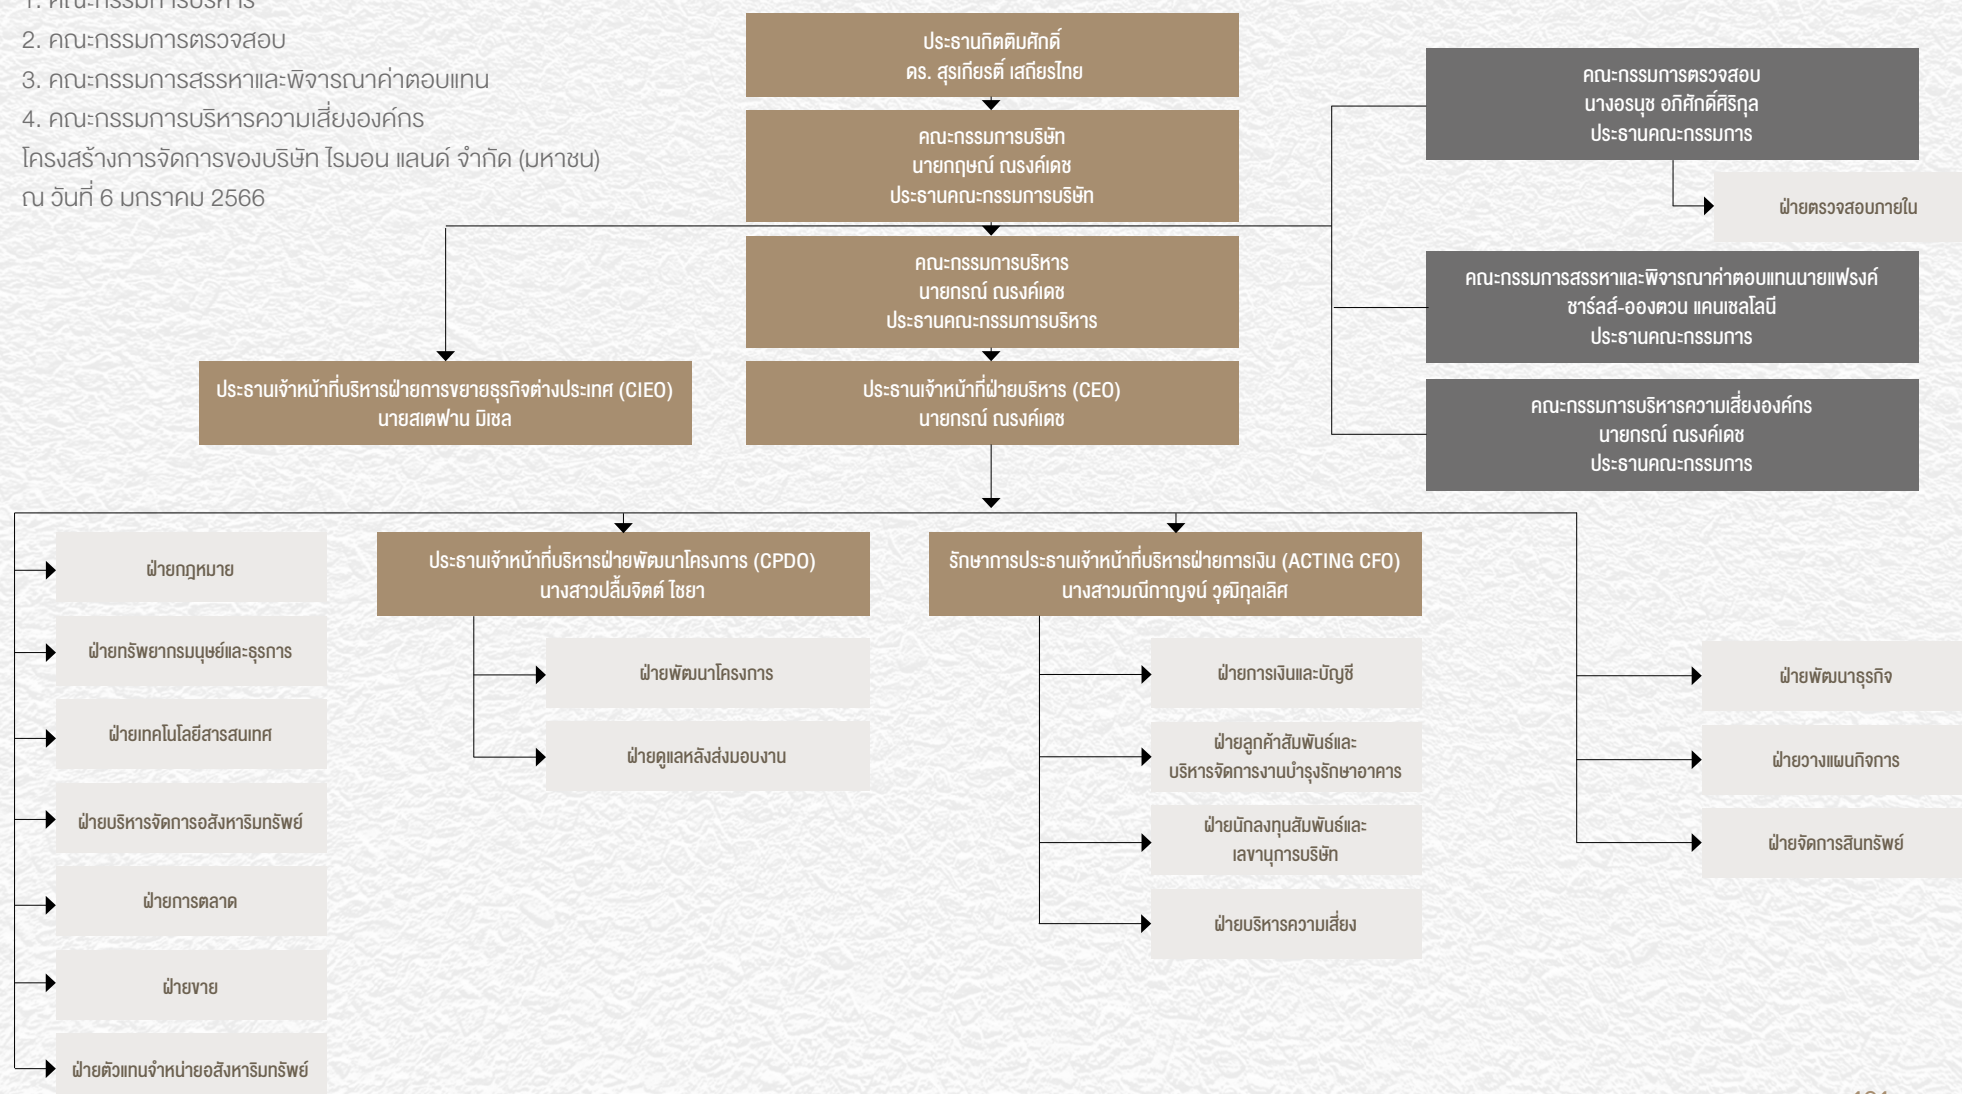 1. คณะกรรมการบริหาร
2. คณะกรรมการตรวจสอบ
3. คณะกรรมการสรรหาและพิจารณาค่าตอบแทน
4. คณะกรรมการบริหารความเสี่ยงองค์กร
โครงสร้างการจัดการของบริษัท ไรมอน แลนด์ จำกัด (มหาชน)
ณ วันที่ 6 มกราคม 2566
ประธานกิตติมศักดิ์
ดร. สุรเกียรติ์ เสถียรไทย
คณะกรรมการบริษัท
นายกฤษณ์ ณรงค์เดช
ประธานคณะกรรมการบริษัท
คณะกรรมการตรวจสอบ
นางอรนุช อภิศักดิ์ศิริกุล
ประธานคณะกรรมการ
ฝ่ายตรวจสอบภายใน
คณะกรรมการบริหาร
นายกรณ์ ณรงค์เดช
ประธานคณะกรรมการบริหาร
คณะกรรมการสรรหาและพิจารณาค่าตอบแทนนายแฟรงค์
ชาร์ลส์-อองตวน แคนเชลโลนี
ประธานคณะกรรมการ
ประธานเจ้าหน้าที่บริหารฝ่ายการขยายธุรกิจต่างประเทศ (CIEO)
นายสเตฟาน มิเชล
ประธานเจ้าหน้าที่ฝ่ายบริหาร (CEO)
นายกรณ์ ณรงค์เดช
คณะกรรมการบริหารความเสี่ยงองค์กร
นายกรณ์ ณรงค์เดช
ประธานคณะกรรมการ
ฝ่ายกฎหมาย
ฝ่ายทรัพยากรมนุษย์และธุรการ
ฝ่ายเทคโนโลยีสารสนเทศ
ฝ่ายบริหารจัดการอสังหาริมทรัพย์
ฝ่ายการตลาด
ฝ่ายขาย
ฝ่ายตัวแทนจำหน่ายอสังหาริมทรัพย์
ประธานเจ้าหน้าที่บริหารฝ่ายพัฒนาโครงการ (CPDO)
นางสาวปลื้มจิตต์ ไชยา
ฝ่ายพัฒนาโครงการ
ฝ่ายดูแลหลังส่งมอบงาน
รักษาการประธานเจ้าหน้าที่บริหารฝ่ายการเงิน (ACTING CFO)
นางสาวมณีกาญจน์ วุฒิกุลเลิศ
ฝ่ายการเงินและบัญชี
ฝ่ายลูกค้าสัมพันธ์และ
บริหารจัดการงานบำรุงรักษาอาคาร
ฝ่ายนักลงทุนสัมพันธ์และ
เลขานุการบริษัท
ฝ่ายบริหารความเสี่ยง
ฝ่ายพัฒนาธุรกิจ
ฝ่ายวางแผนกิจการ
ฝ่ายจัดการสินทรัพย์